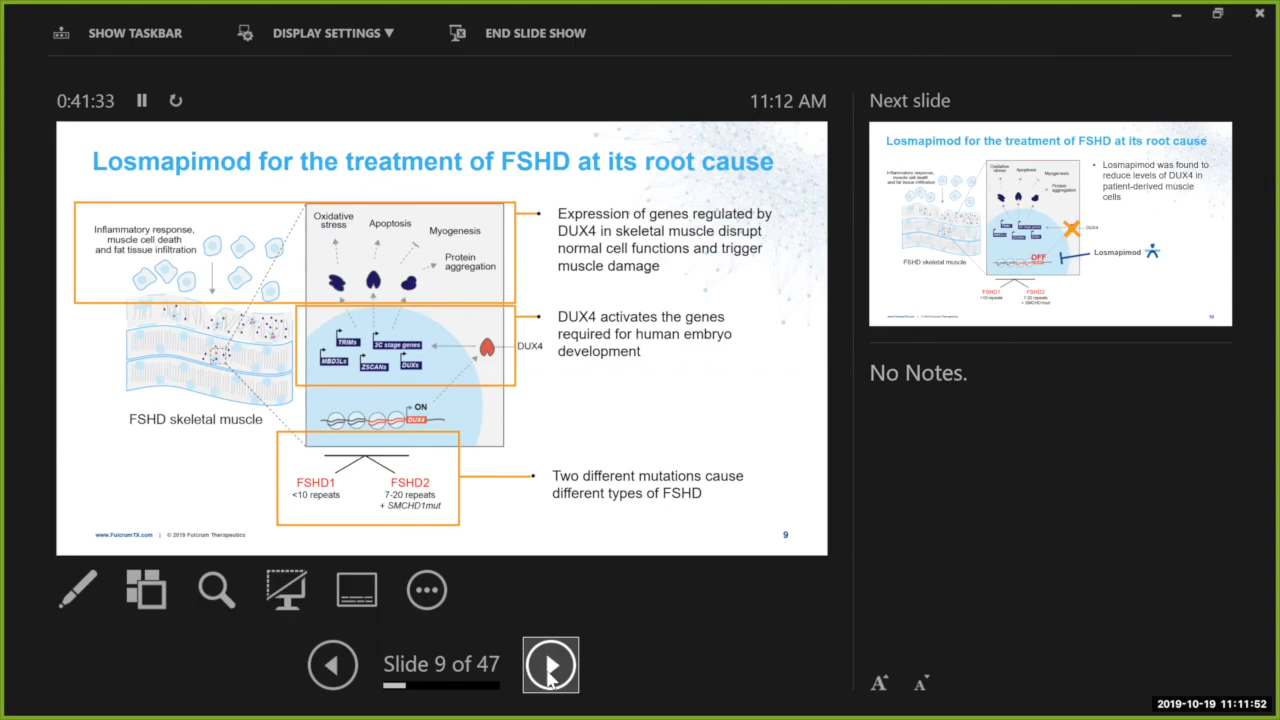 SHOW TASKBAR
DISPLAY SETTINGS ▼
END SLIDE SHOW
0:41:33
11:12 AM
Losmapimod for the treatment of FSHD at its root cause
Inflammatory response,
muscle cell death
and fat tissue infiltration
Oxidative
stress
Apoptosis
Myogenesis
Protein
aggregation
TRIMs
2C stage genes
MBD3Ls
ZSCANs
DUXs
DUX4
ON
DUX4
FSHD skeletal muscle
FSHD1
<10 repeats
FSHD2
7-20 repeats
+ SMCHD1mut
• Expression of genes regulated by
DUX4 in skeletal muscle disrupt
normal cell functions and trigger
muscle damage
• DUX4 activates the genes
required for human embryo
development
• Two different mutations cause
different types of FSHD
www.FulcrumTX.com | © 2019 Fulcrum Therapeutics
9
Slide 9 of 47
Next slide
Losmapimod for the treatment of FSHD at its root cause
Inflammatory response,
muscle cell death
and fat tissue infiltration
Oxidative
stress
Apoptosis
Myogenesis
Protein
aggregation
DUX4
OFF
Losmapimod
FSHD skeletal muscle
FSHD1
<10 repeats
FSHD2
7-20 repeats
+ SMCHD1mut
• Losmapimod was found to
reduce levels of DUX4 in
patient-derived muscle
cells
No Notes.
A A
2019-10-19 11:11:52